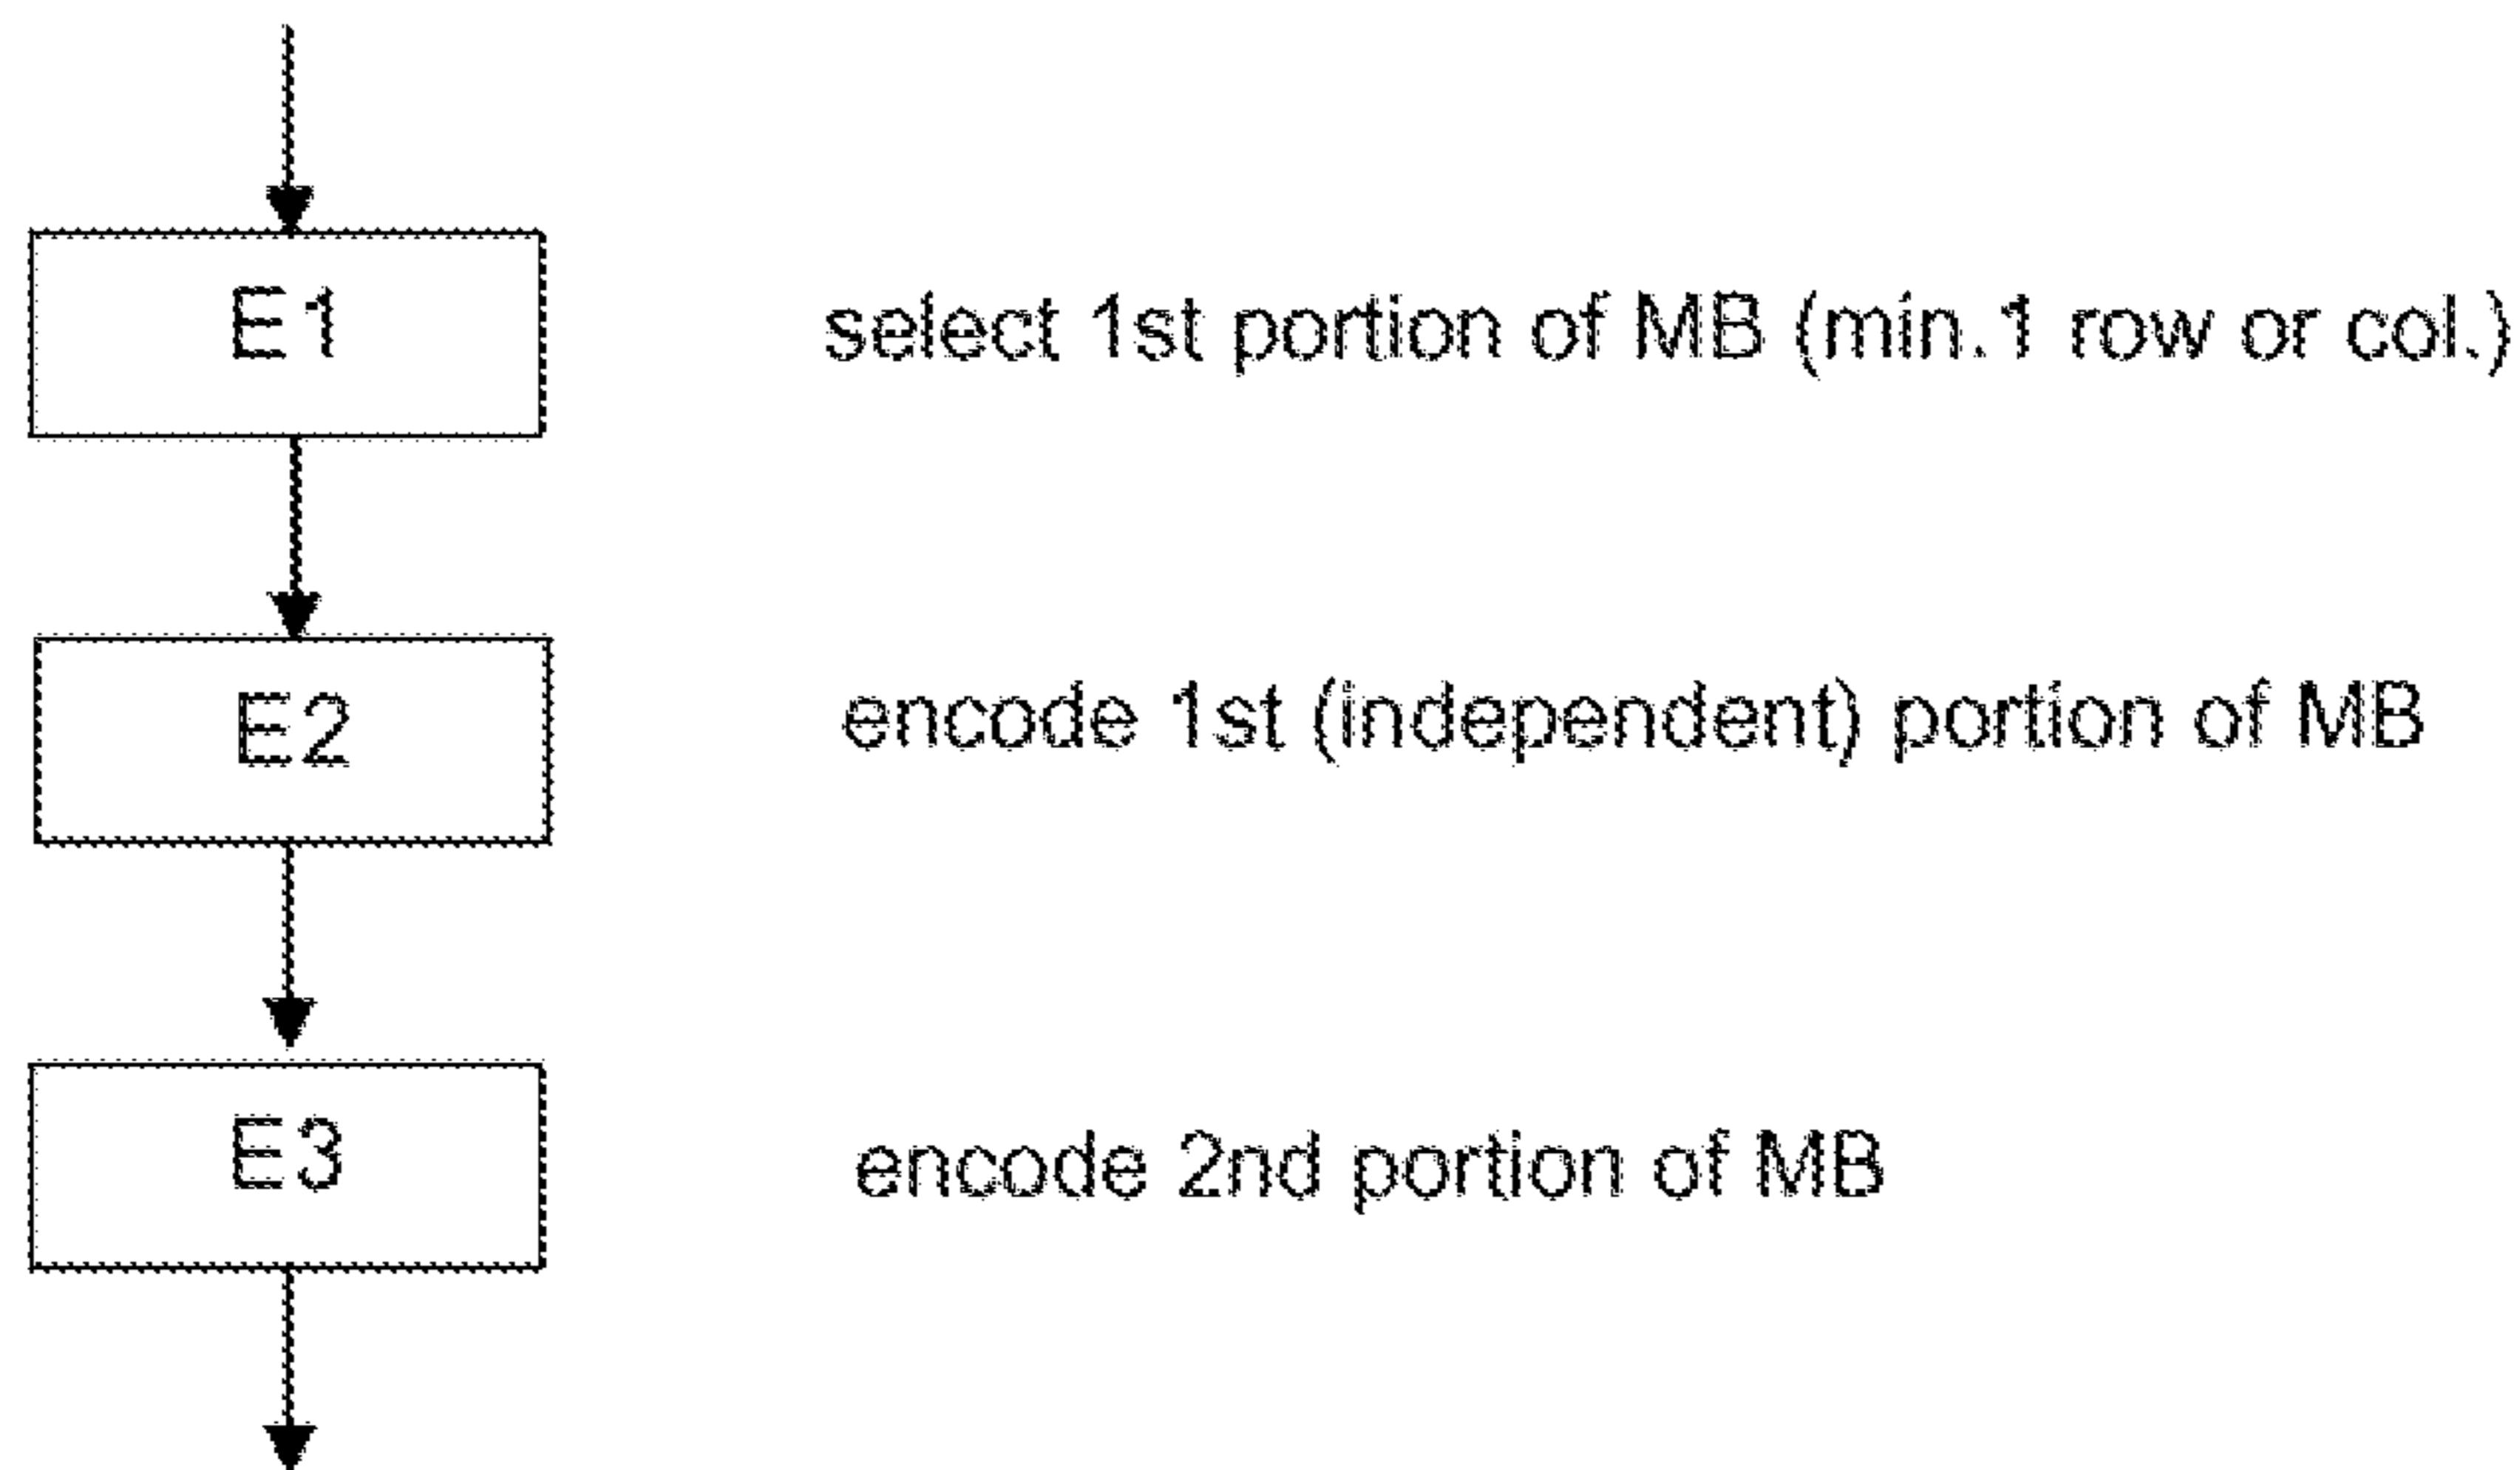 E1
select 1st portion of MB (min.1 row or col.)
E2
encode 1st (independent) portion of MB
E3
encode 2nd portion of MB